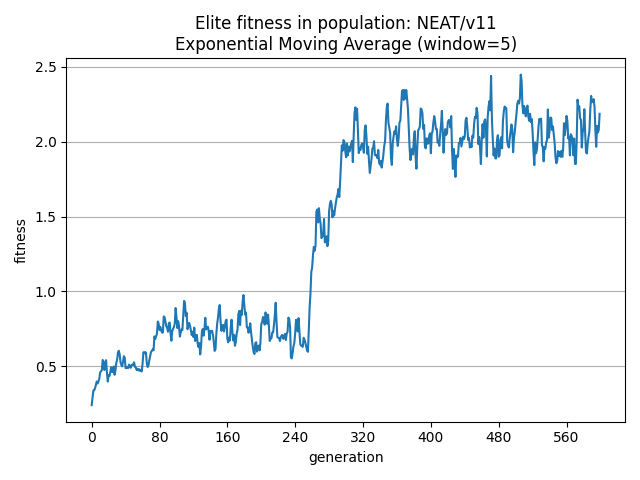 Elite fitness in population: NEAT/v11
Exponential Moving Average (window=5)
2.5
2.0
1.5
1.0
0.5
fitness
0 80 160 240 320 400 480 560
generation